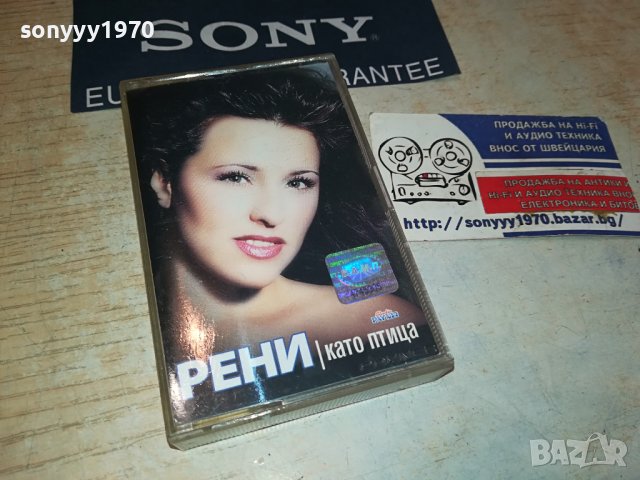 sonyyy1970
SONY
GUARANTEE
ПРОДАЖБА НА Hi-Fi
И АУДИО ТЕХНИКА
ВНОС ОТ ШВЕЙЦАРИЯ
ПРОДАЖБА НА АНТИКИ И
Hi-Fi И АУДИО ТЕХНИКА ВНОС
ЕЛЕКТРОНИКА И БИТОВ
http://sonyyy1970.bazar.bg/
РЕНИ | като птица
BAZAR